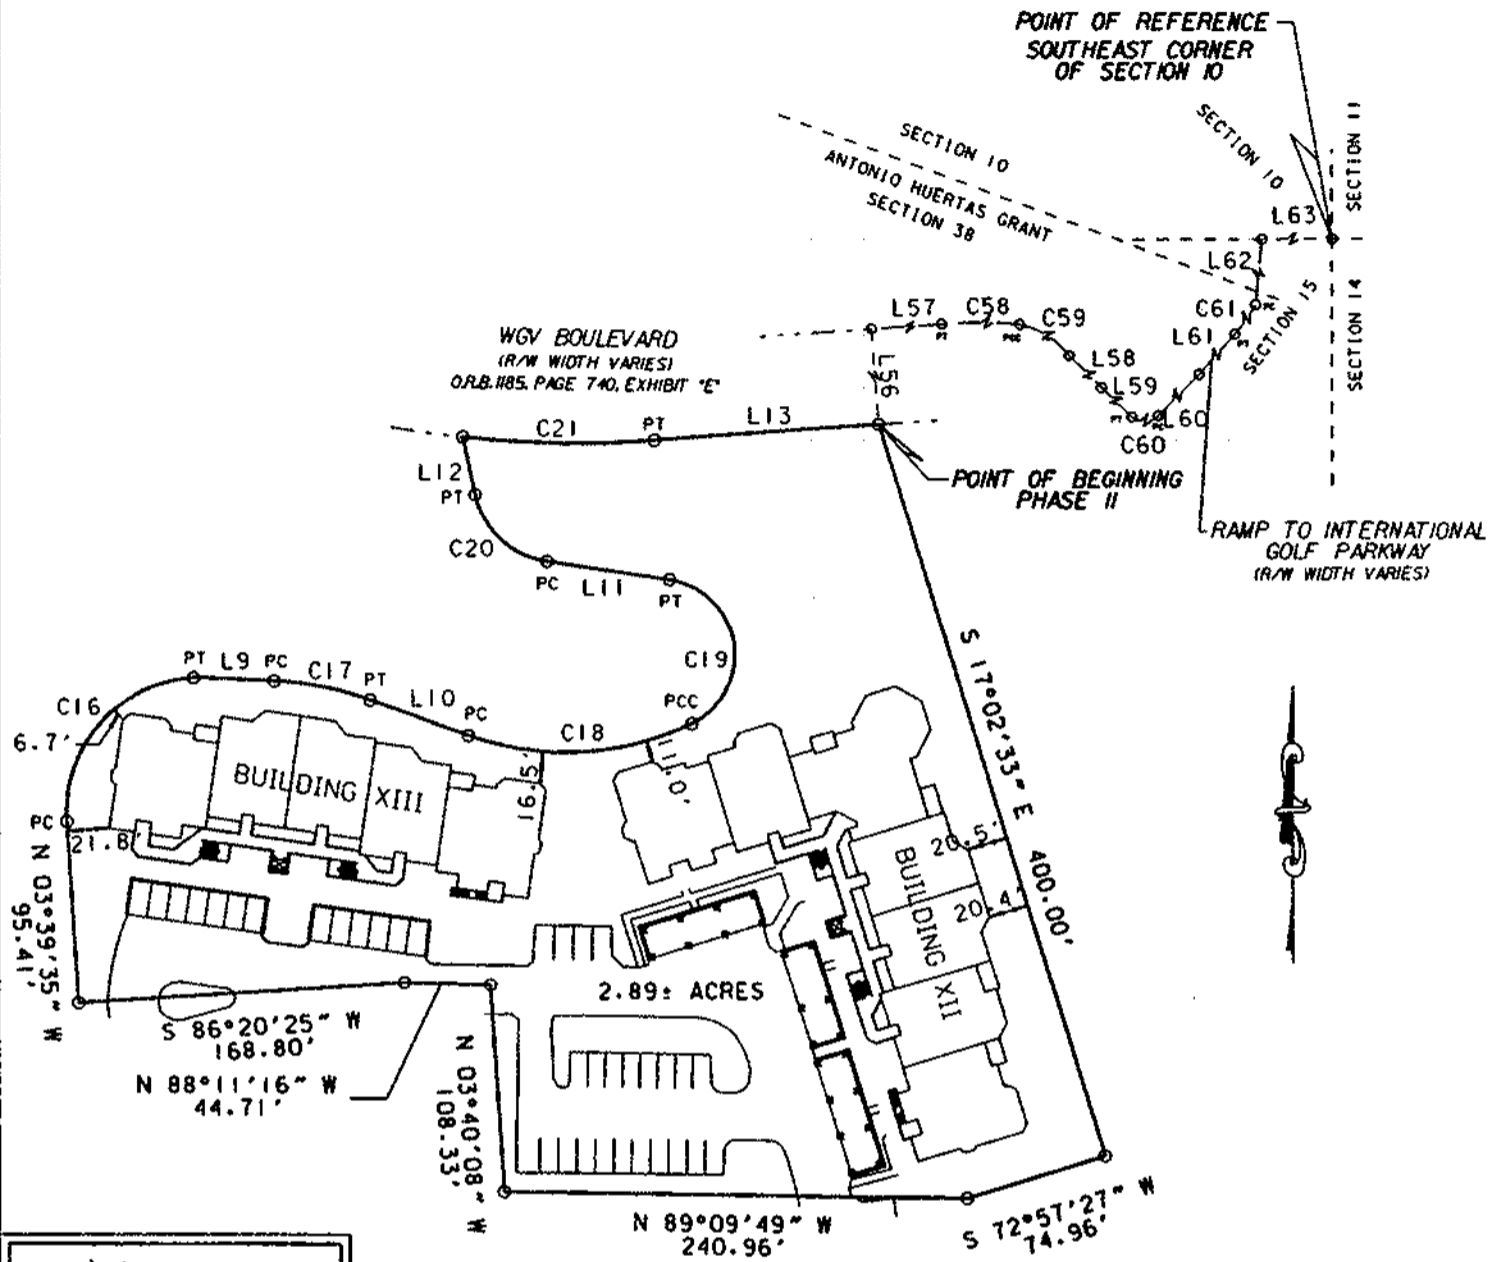 POINT OF REFERENCE
SOUTHEAST CORNER
OF SECTION 10
SECTION 10
SECTION 10
SECTION 11
ANTONIO HUERTAS GRANT
SECTION 38
L63
L62
C61
SECTION 15
SECTION 14
L61
L57
C58
C59
PT
PCC
L58
L59
L60
C60
L56
WGV BOULEVARD
(R/W WIDTH VARIES)
O.R.B. 1185, PAGE 740, EXHIBIT "E"
C21
PT
L13
L12
PT
POINT OF BEGINNING
PHASE II
RAMP TO INTERNATIONAL
GOLF PARKWAY
(R/W WIDTH VARIES)
C20
PC
L11
PT
C19
PCC
S 17°02'33" E
400.00'
PT
L9
PC
C17
PT
L10
PC
C18
C16
6.7'
16.5'
11.0'
BUILDING XIII
PC
21.8'
20.5'
20.4'
BUILDING XII
N 03°39'35" W
95.41'
2.89± ACRES
S 86°20'25" W
168.80'
N 88°11'16" W
44.71'
N 03°40'08" W
108.33'
N 89°09'49" W
240.96'
S 72°57'27" W
74.96'